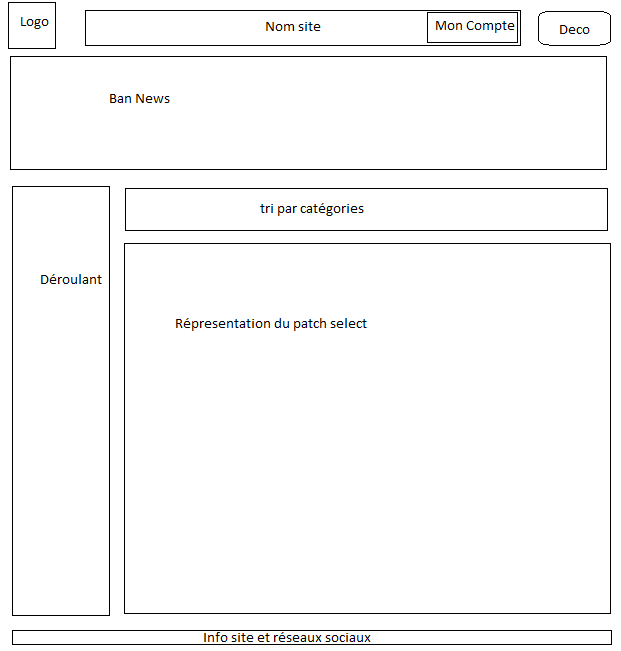 Logo
Nom site
Mon Compte
Deco
Ban News
tri par catégories
Déroulant
Répresentation du patch select
Info site et réseaux sociaux